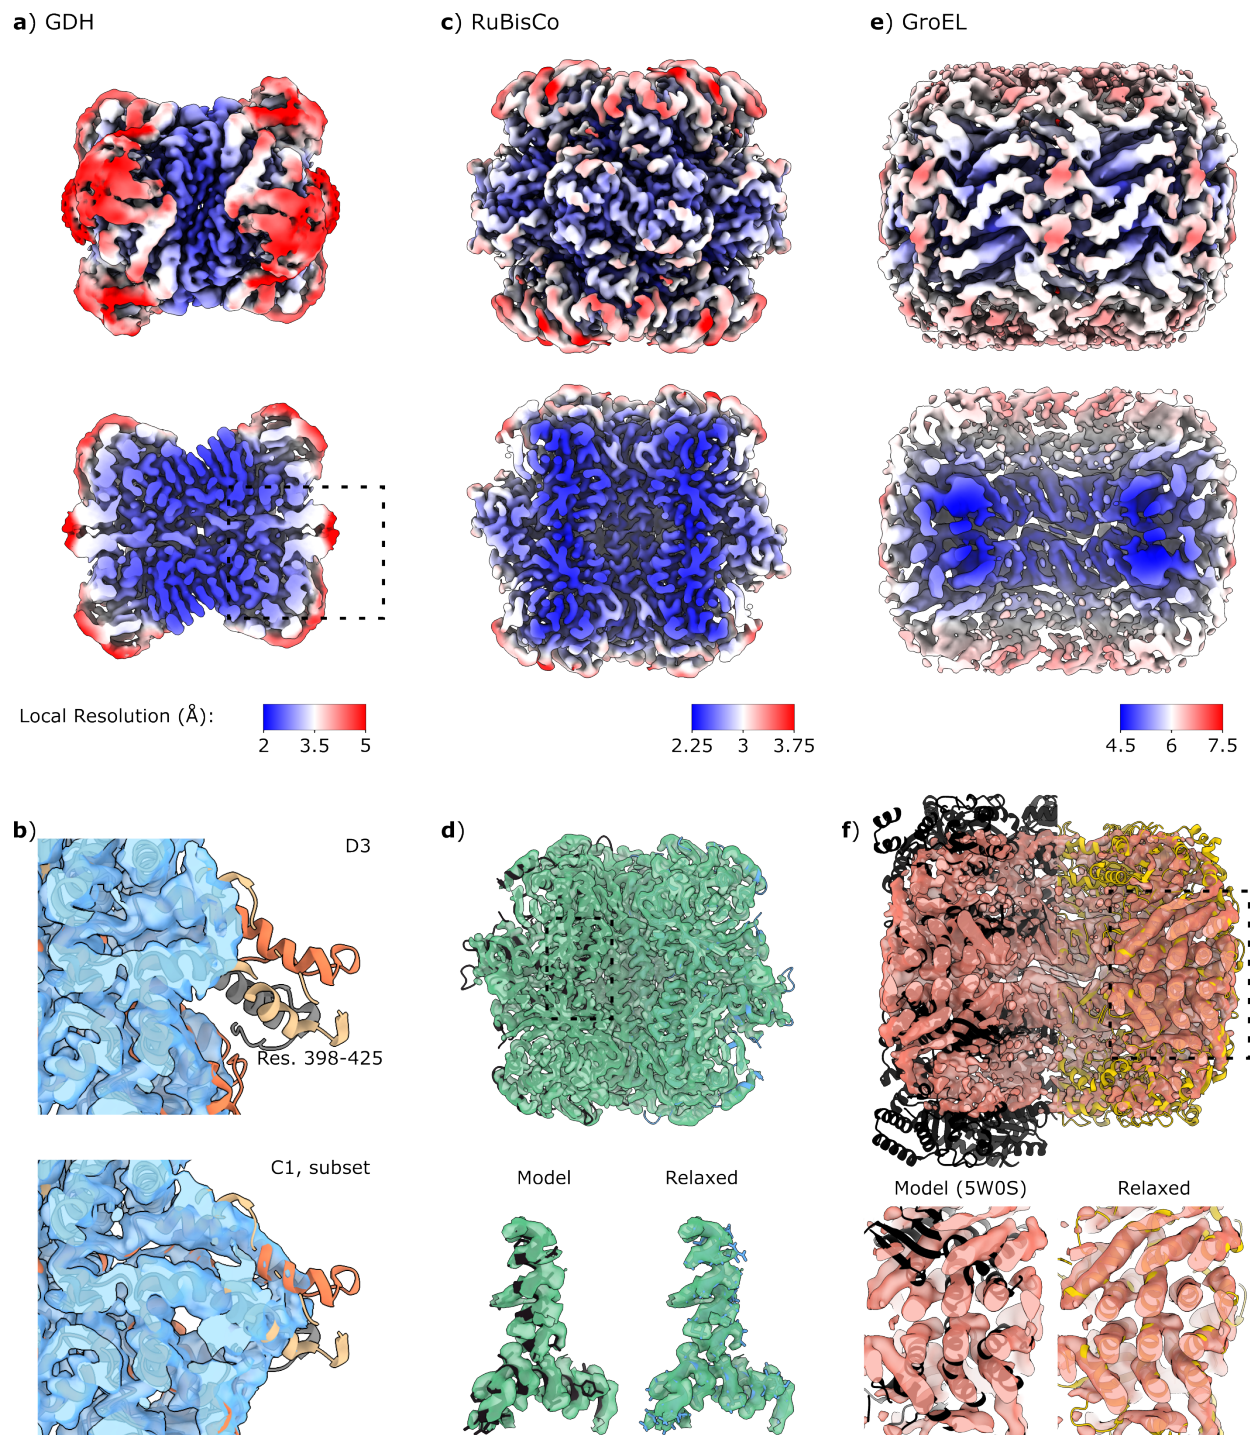 a) GDH
c) RuBisCo
e) GroEL
Local Resolution (Å):
2 3.5 5
2.25 3 3.75
4.5 6 7.5
b)
D3
Res. 398-425
C1, subset
d)
Model
Relaxed
f)
Model (5W0S)
Relaxed